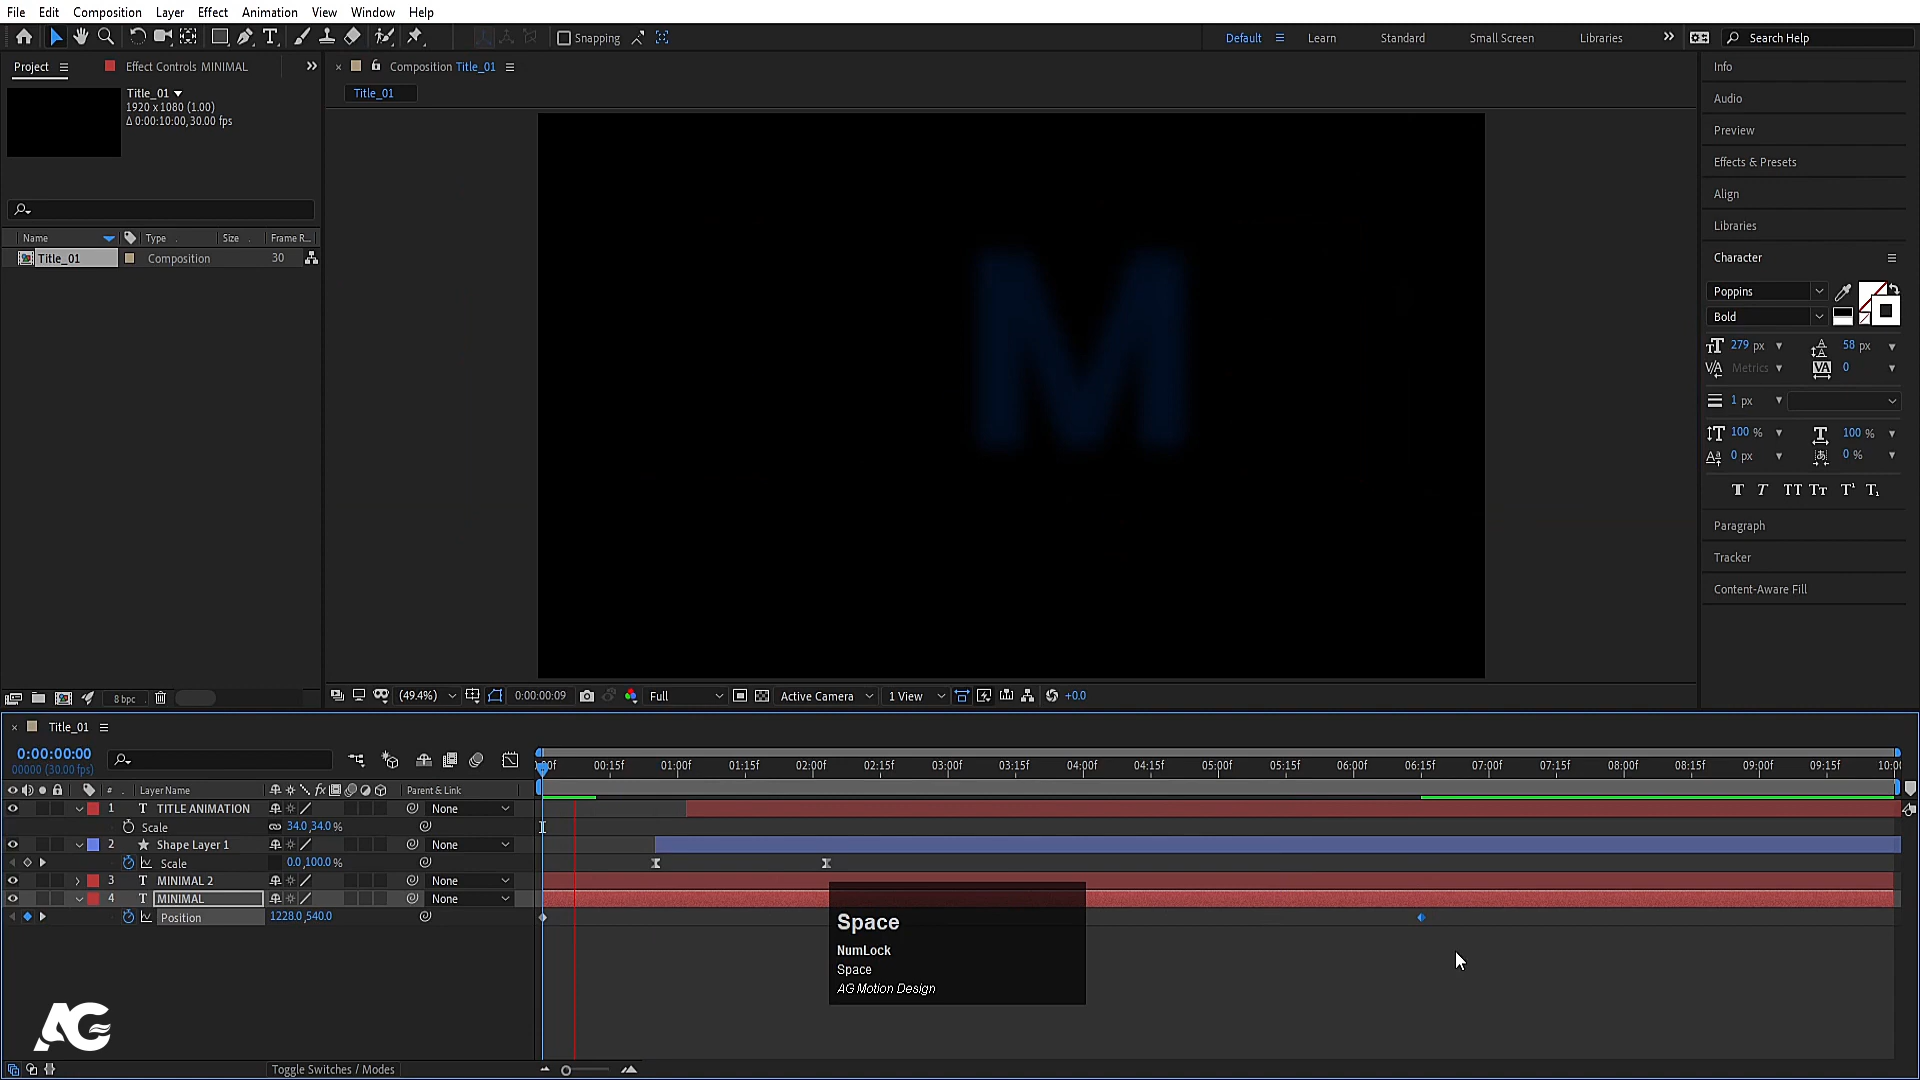 File Edit Composition Layer Effect Animation View Window Help
Snapping Default Learn Standard Small Screen Libraries Search Help
Project Effect Controls MINIMAL Composition Title_01 Info
Title_01
1920 x 1080 (1.00)
Δ 0:00:10:00, 30.00 fps
Title_01
Audio
Preview
Effects & Presets
Align
Libraries
Name Type Size Frame R...
Title_01 Composition 30
M
Character
Poppins
Bold
279 px 58 px
Metrics 0
1 px
100 % 100 %
0 px 0 %
Paragraph
Tracker
Content-Aware Fill
8 bpc (49.4%) 0:00:00:09 Full Active Camera 1 View +0.0
Title_01
0:00:00:00
00000 (30.00 fps)
:00f 00:15f 01:00f 01:15f 02:00f 02:15f 03:00f 03:15f 04:00f 04:15f 05:00f 05:15f 06:00f 06:15f 07:00f 07:15f 08:00f 08:15f 09:00f 09:15f 10:00
# Layer Name Parent & Link
1 T TITLE ANIMATION None
Scale 34.0,34.0%
2 Shape Layer 1 None
Scale 0.0,100.0%
3 T MINIMAL 2 None
4 T MINIMAL None
Position 1228.0,540.0
Space
NumLock
Space
AG Motion Design
AG
Toggle Switches / Modes